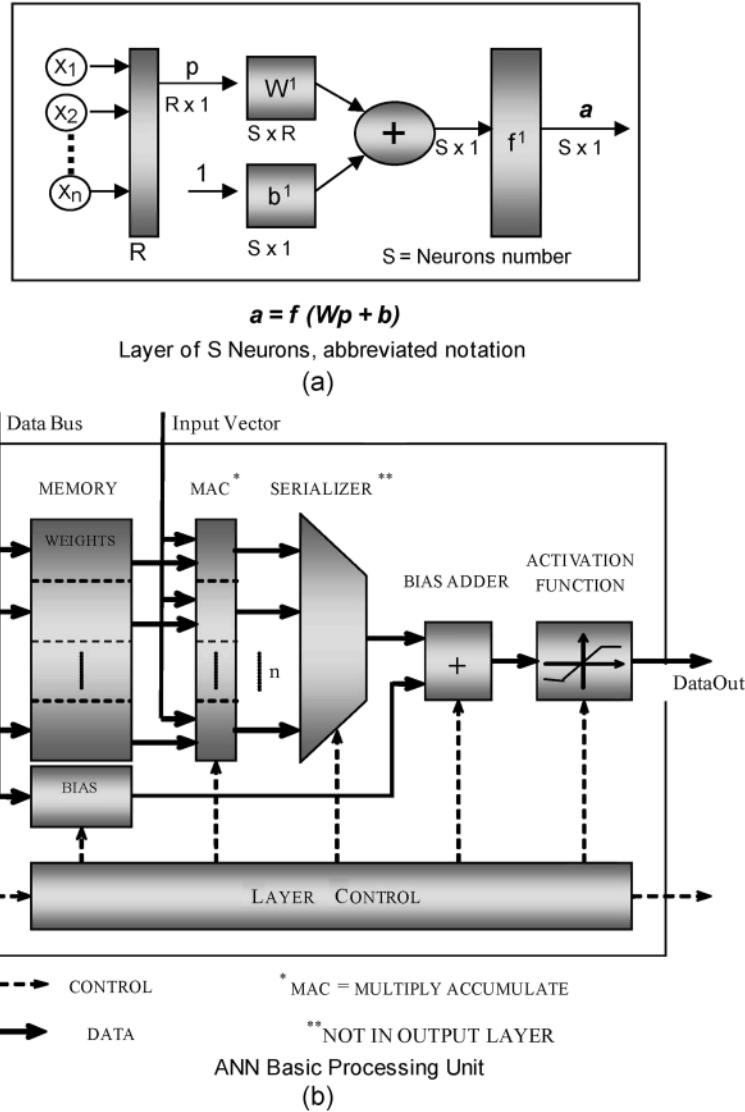 X1
X2
Xn
R
p
R x 1
1
W¹
S x R
b¹
S x 1
+
S x 1
f¹
a
S x 1
S = Neurons number
a = f (Wp + b)
Layer of S Neurons, abbreviated notation
(a)
Data Bus
Input Vector
MEMORY
MAC*
SERIALIZER**
WEIGHTS
BIAS ADDER
ACTIVATION
FUNCTION
n
+
DataOut
BIAS
LAYER CONTROL
CONTROL
*MAC = MULTIPLY ACCUMULATE
DATA
**NOT IN OUTPUT LAYER
ANN Basic Processing Unit
(b)